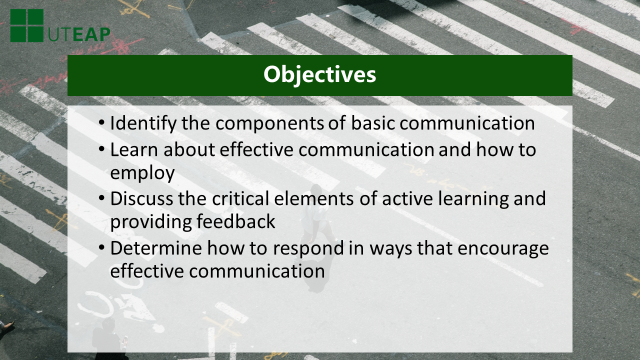 UTEAP
Objectives
• Identify the components of basic communication
• Learn about effective communication and how to
employ
• Discuss the critical elements of active learning and
providing feedback
• Determine how to respond in ways that encourage
effective communication